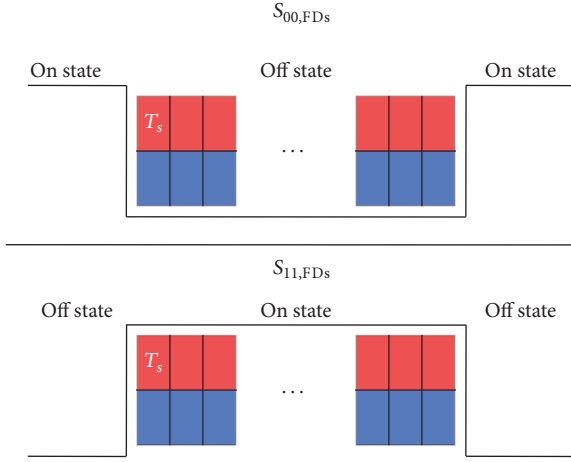 S₀₀,FDs
On state Off state On state
Tₛ
...
S₁₁,FDs
Off state On state Off state
Tₛ
...